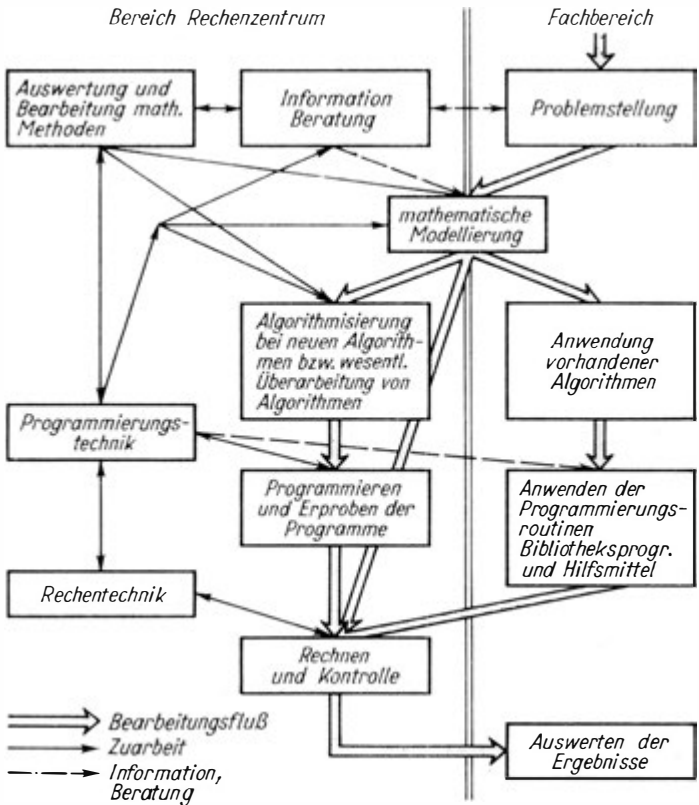 Bereich Rechenzentrum
Fachbereich
Auswertung und
Bearbeitung math.
Methoden
Information
Beratung
Problemstellung
mathematische
Modellierung
Algorithmisierung
bei neuen Algorith-
men bzw. wesentl.
Überarbeitung von
Algorithmen
Anwendung
vorhandener
Algorithmen
Programmierungs-
technik
Programmieren
und Erproben der
Programme
Anwenden der
Programmierungs-
routinen
Bibliotheksprogr.
und Hilfsmittel
Rechentechnik
Rechnen
und Kontrolle
Auswerten der
Ergebnisse
Bearbeitungsfluß
Zuarbeit
Information,
Beratung